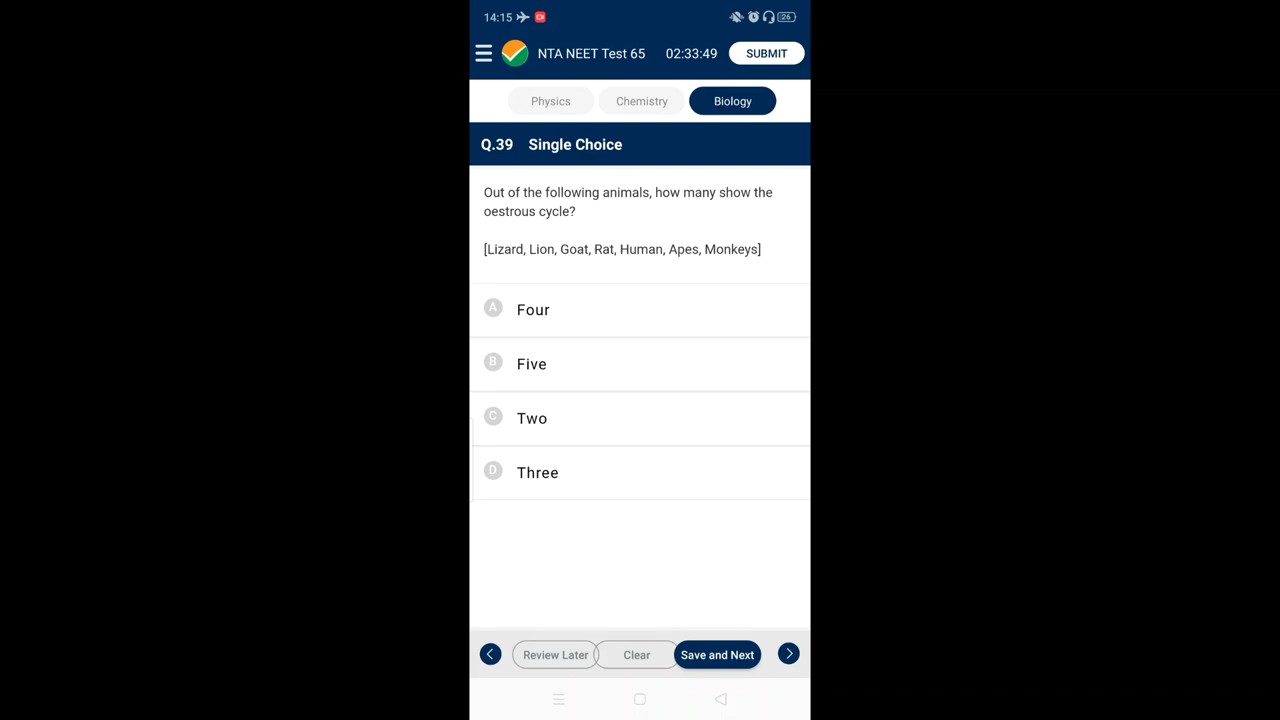 14:15 26
NTA NEET Test 65 02:33:49 SUBMIT
Physics Chemistry Biology
Q.39 Single Choice
Out of the following animals, how many show the
oestrous cycle?
[Lizard, Lion, Goat, Rat, Human, Apes, Monkeys]
A Four
B Five
C Two
D Three
Review Later Clear Save and Next